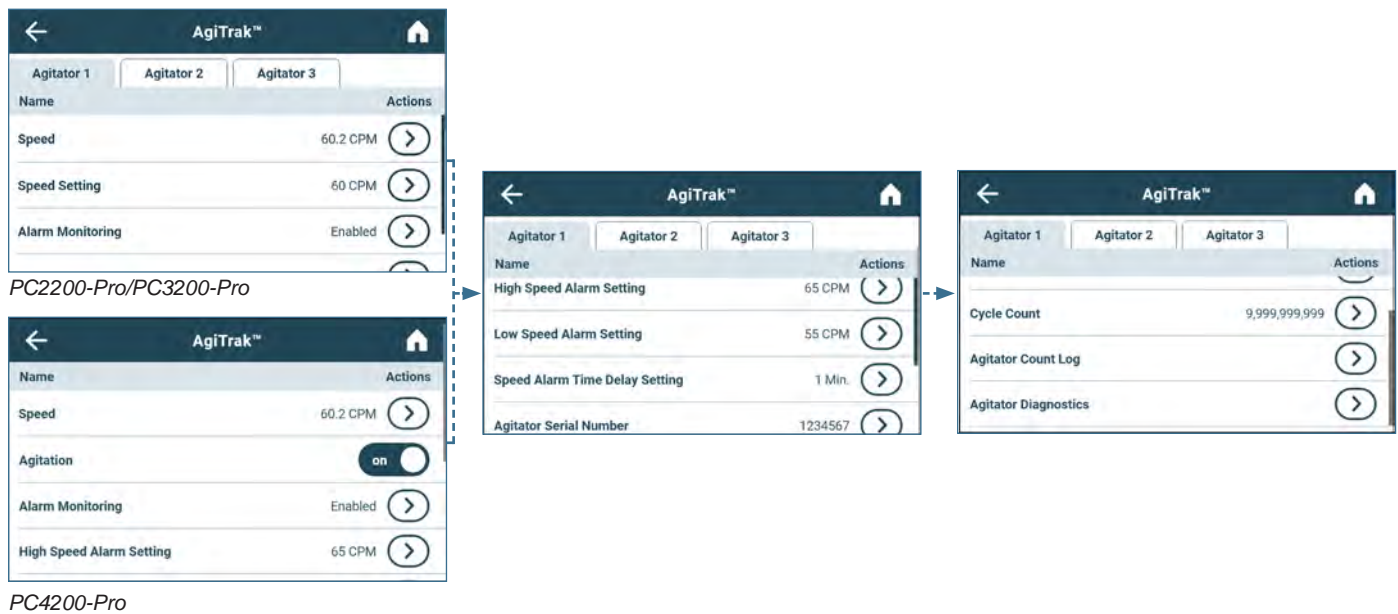 AgiTrak™
Agitator 1 Agitator 2 Agitator 3
Name Actions
Speed 60.2 CPM
Speed Setting 60 CPM
Alarm Monitoring Enabled
PC2200-Pro/PC3200-Pro
AgiTrak™
Name Actions
Speed 60.2 CPM
Agitation on
Alarm Monitoring Enabled
High Speed Alarm Setting 65 CPM
PC4200-Pro
AgiTrak™
Agitator 1 Agitator 2 Agitator 3
Name Actions
High Speed Alarm Setting 65 CPM
Low Speed Alarm Setting 55 CPM
Speed Alarm Time Delay Setting 1 Min.
Agitator Serial Number 1234567
AgiTrak™
Agitator 1 Agitator 2 Agitator 3
Name Actions
Cycle Count 9,999,999,999
Agitator Count Log
Agitator Diagnostics